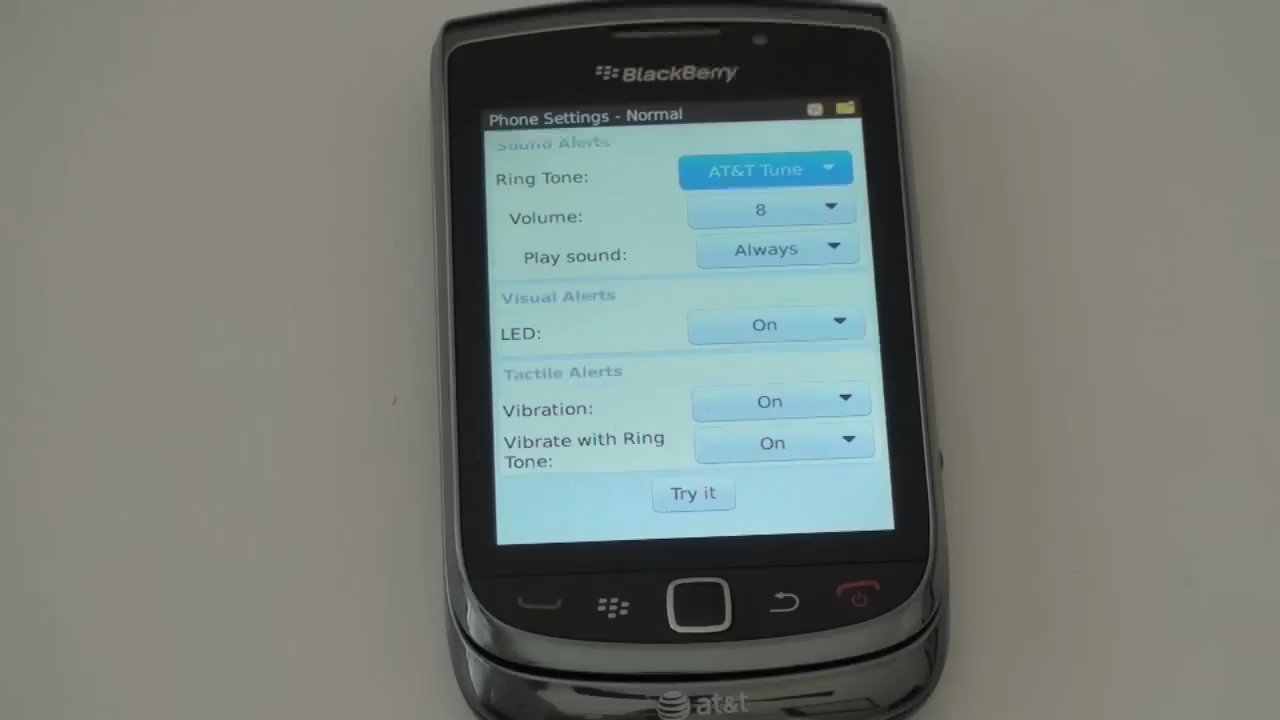 BlackBerry
Phone Settings - Normal
Sound Alerts
Ring Tone: AT&T Tune
Volume: 8
Play sound: Always
Visual Alerts
LED: On
Tactile Alerts
Vibration: On
Vibrate with Ring
Tone: On
Try it
at&t